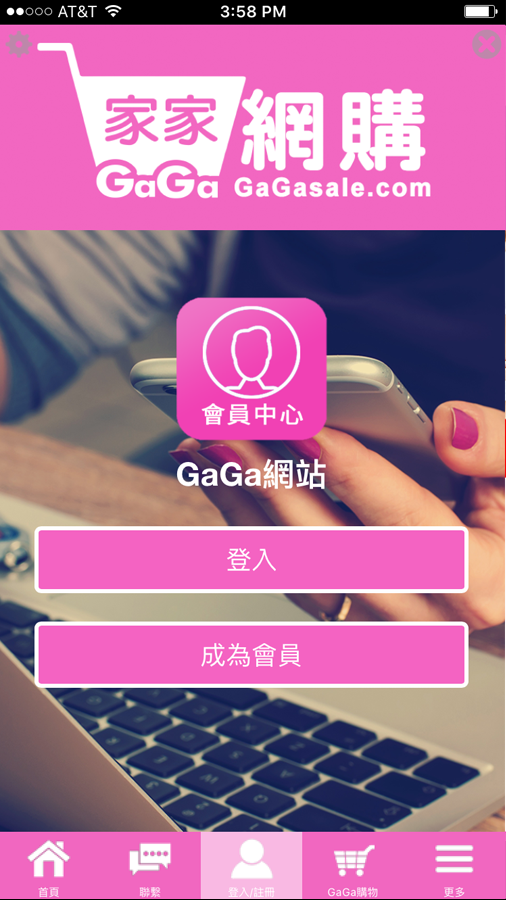 AT&T
3:58 PM
家家
網購
GaGa
GaGasale.com
會員中心
GaGa網站
登入
成為會員
首頁
聯繫
登入/註冊
GaGa購物
更多